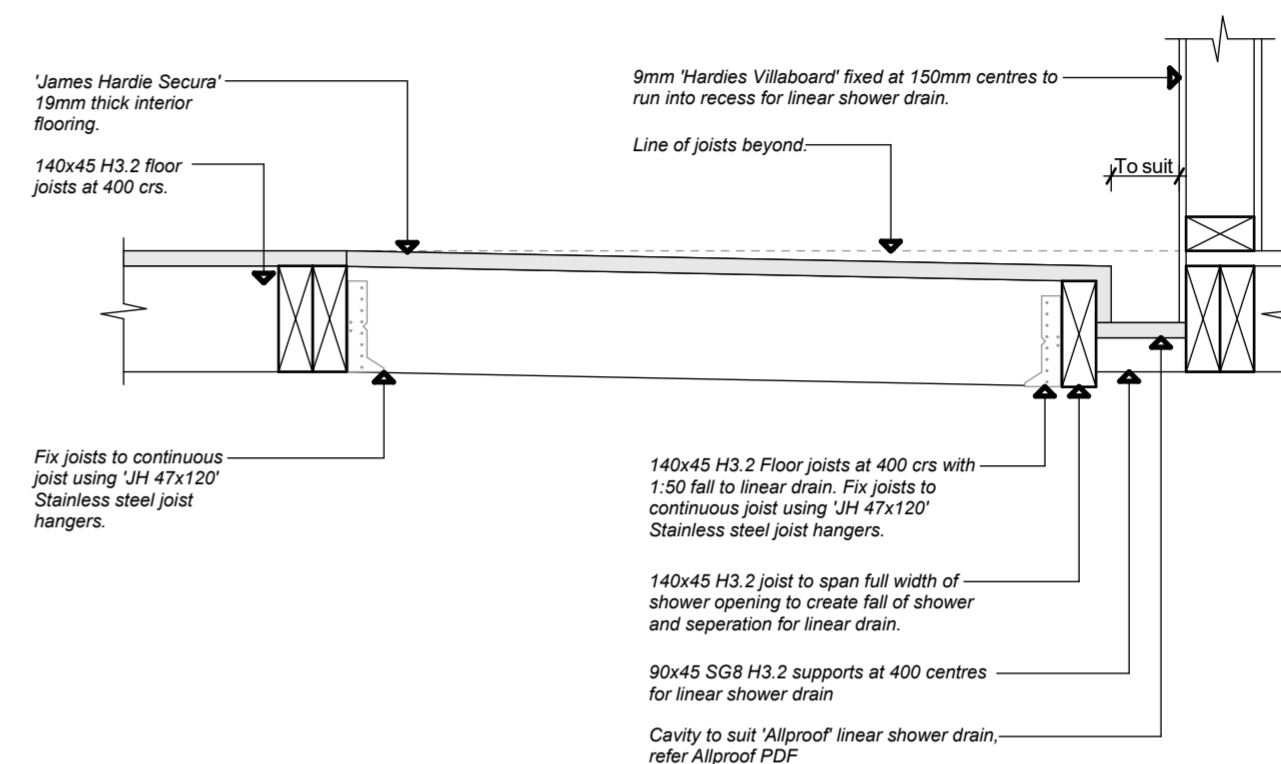 'James Hardie Secura'
19mm thick interior
flooring.
140x45 H3.2 floor
joists at 400 crs.
9mm 'Hardies Villaboard' fixed at 150mm centres to
run into recess for linear shower drain.
Line of joists beyond.
To suit
Fix joists to continuous
joist using 'JH 47x120'
Stainless steel joist
hangers.
140x45 H3.2 Floor joists at 400 crs with
1:50 fall to linear drain. Fix joists to
continuous joist using 'JH 47x120'
Stainless steel joist hangers.
140x45 H3.2 joist to span full width of
shower opening to create fall of shower
and seperation for linear drain.
90x45 SG8 H3.2 supports at 400 centres
for linear shower drain
Cavity to suit 'Allproof' linear shower drain,
refer Allproof PDF